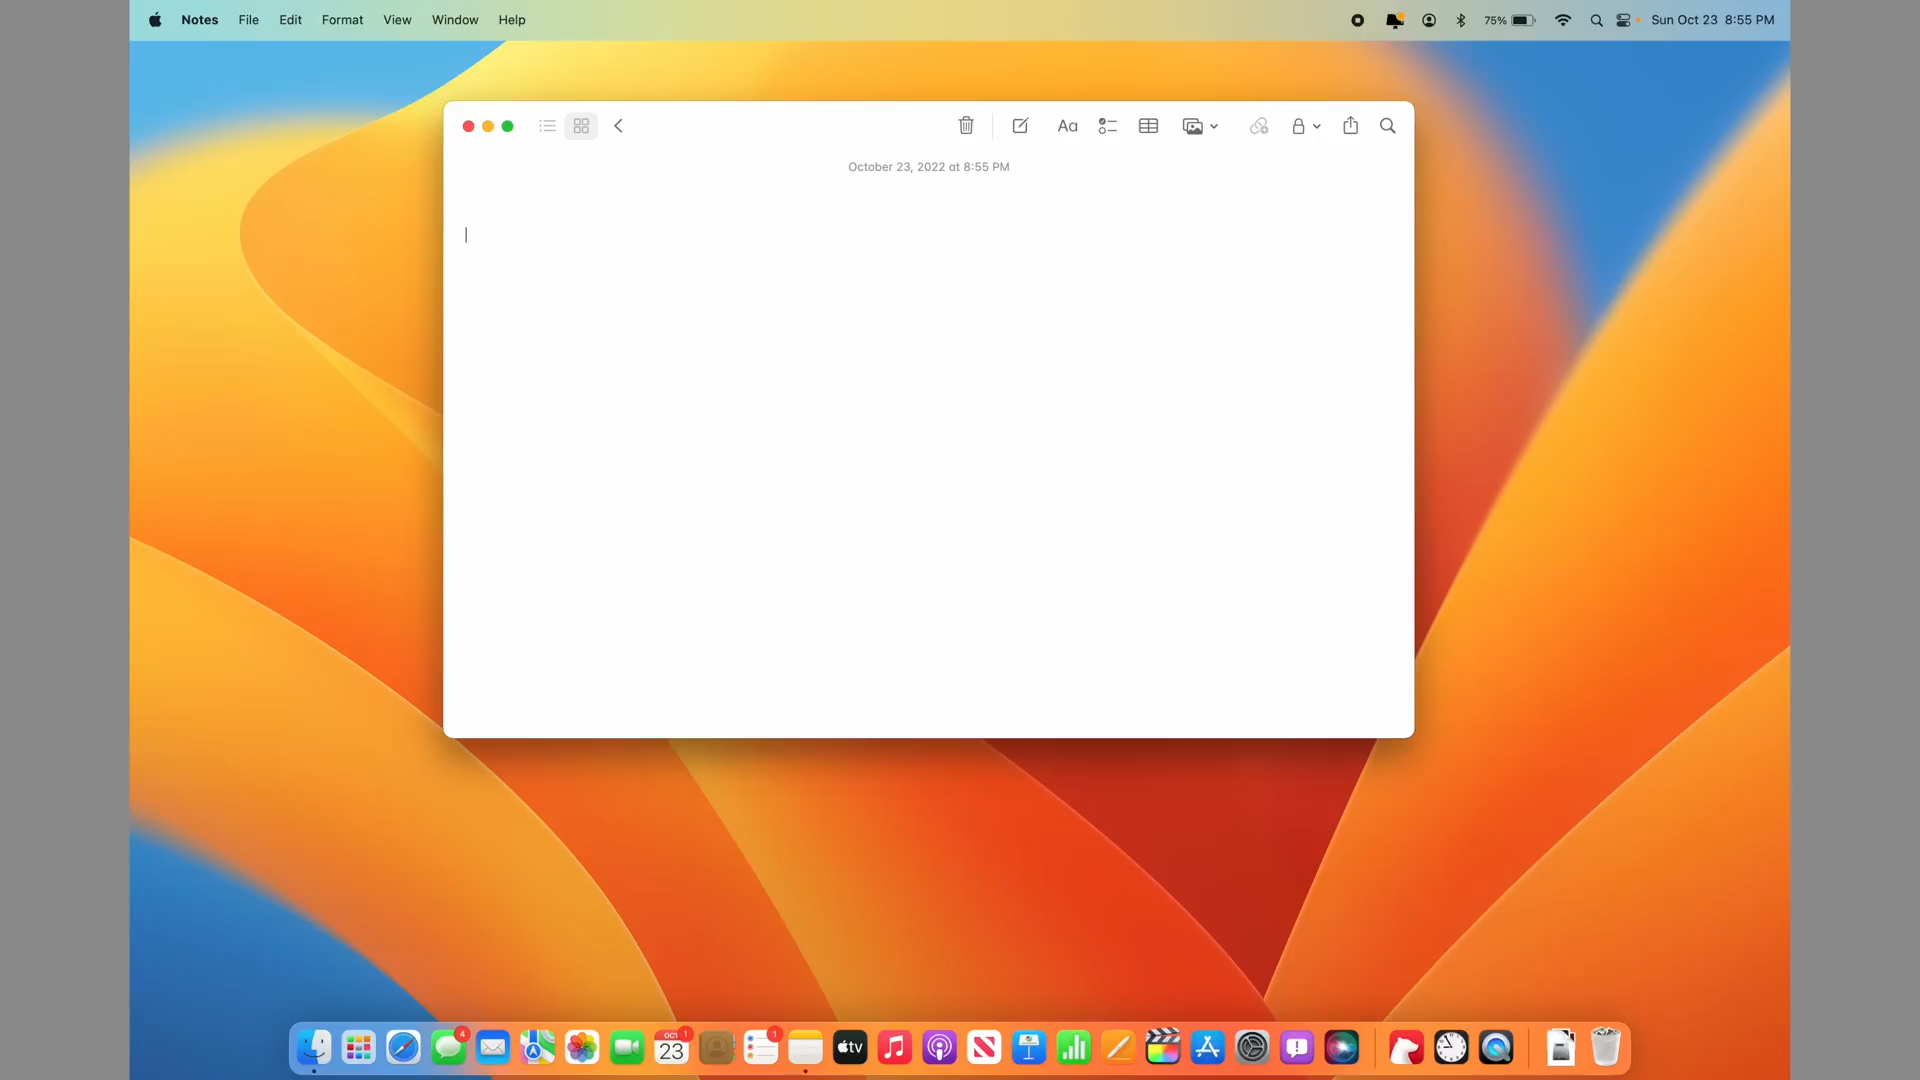 Notes File Edit Format View Window Help 75% Sun Oct 23 8:55 PM
Aa
October 23, 2022 at 8:55 PM
4
OCT
23
1
1
tv